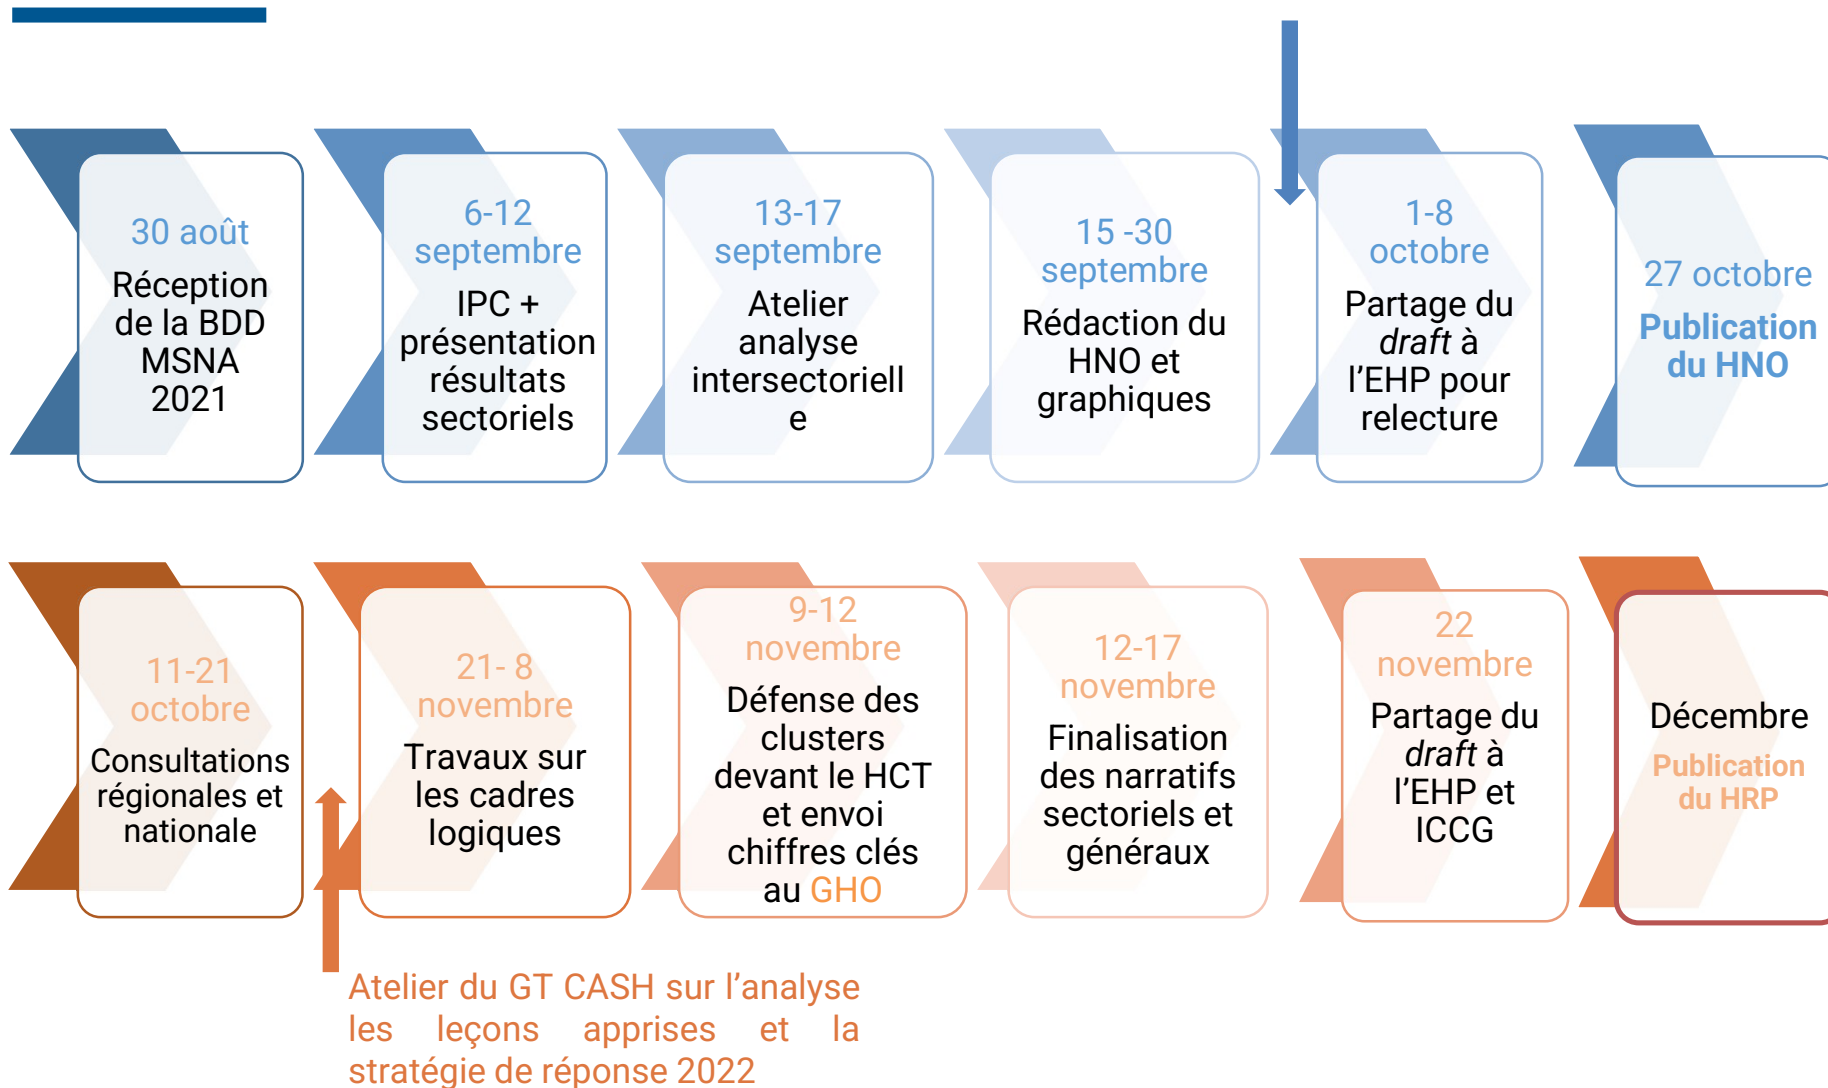 30 août
Réception
de la BDD
MSNA
2021
6-12
septembre
IPC +
présentation
résultats
sectoriels
13-17
septembre
Atelier
analyse
intersectoriell
e
15 -30
septembre
Rédaction du
HNO et
graphiques
1-8
octobre
Partage du
draft à
l’EHP pour
relecture
27 octobre
Publication
du HNO
11-21
octobre
Consultations
régionales et
nationale
21- 8
novembre
Travaux sur
les cadres
logiques
9-12
novembre
Défense des
clusters
devant le HCT
et envoi
chiffres clés
au GHO
12-17
novembre
Finalisation
des narratifs
sectoriels et
généraux
22
novembre
Partage du
draft à
l’EHP et
ICCG
Décembre
Publication
du HRP
Atelier du GT CASH sur l’analyse
les leçons apprises et la
stratégie de réponse 2022